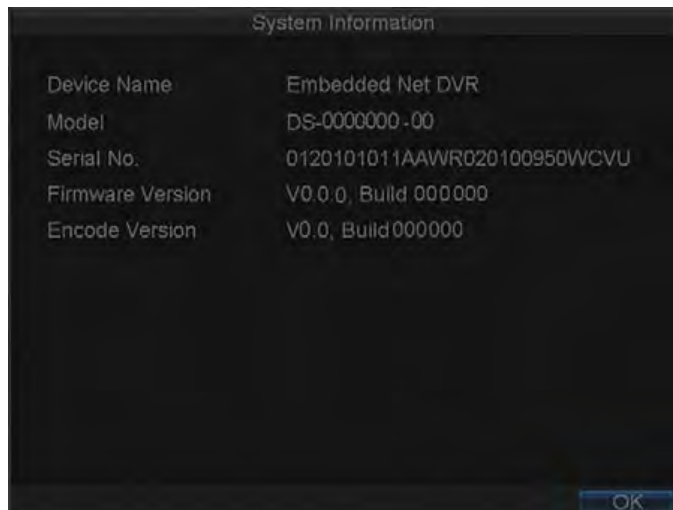 System Information
Device Name Embedded Net DVR
Model DS-0000000-00
Serial No. 0120101011AAWR020100950WCVU
Firmware Version V0.0.0, Build 000000
Encode Version V0.0, Build 000000
OK